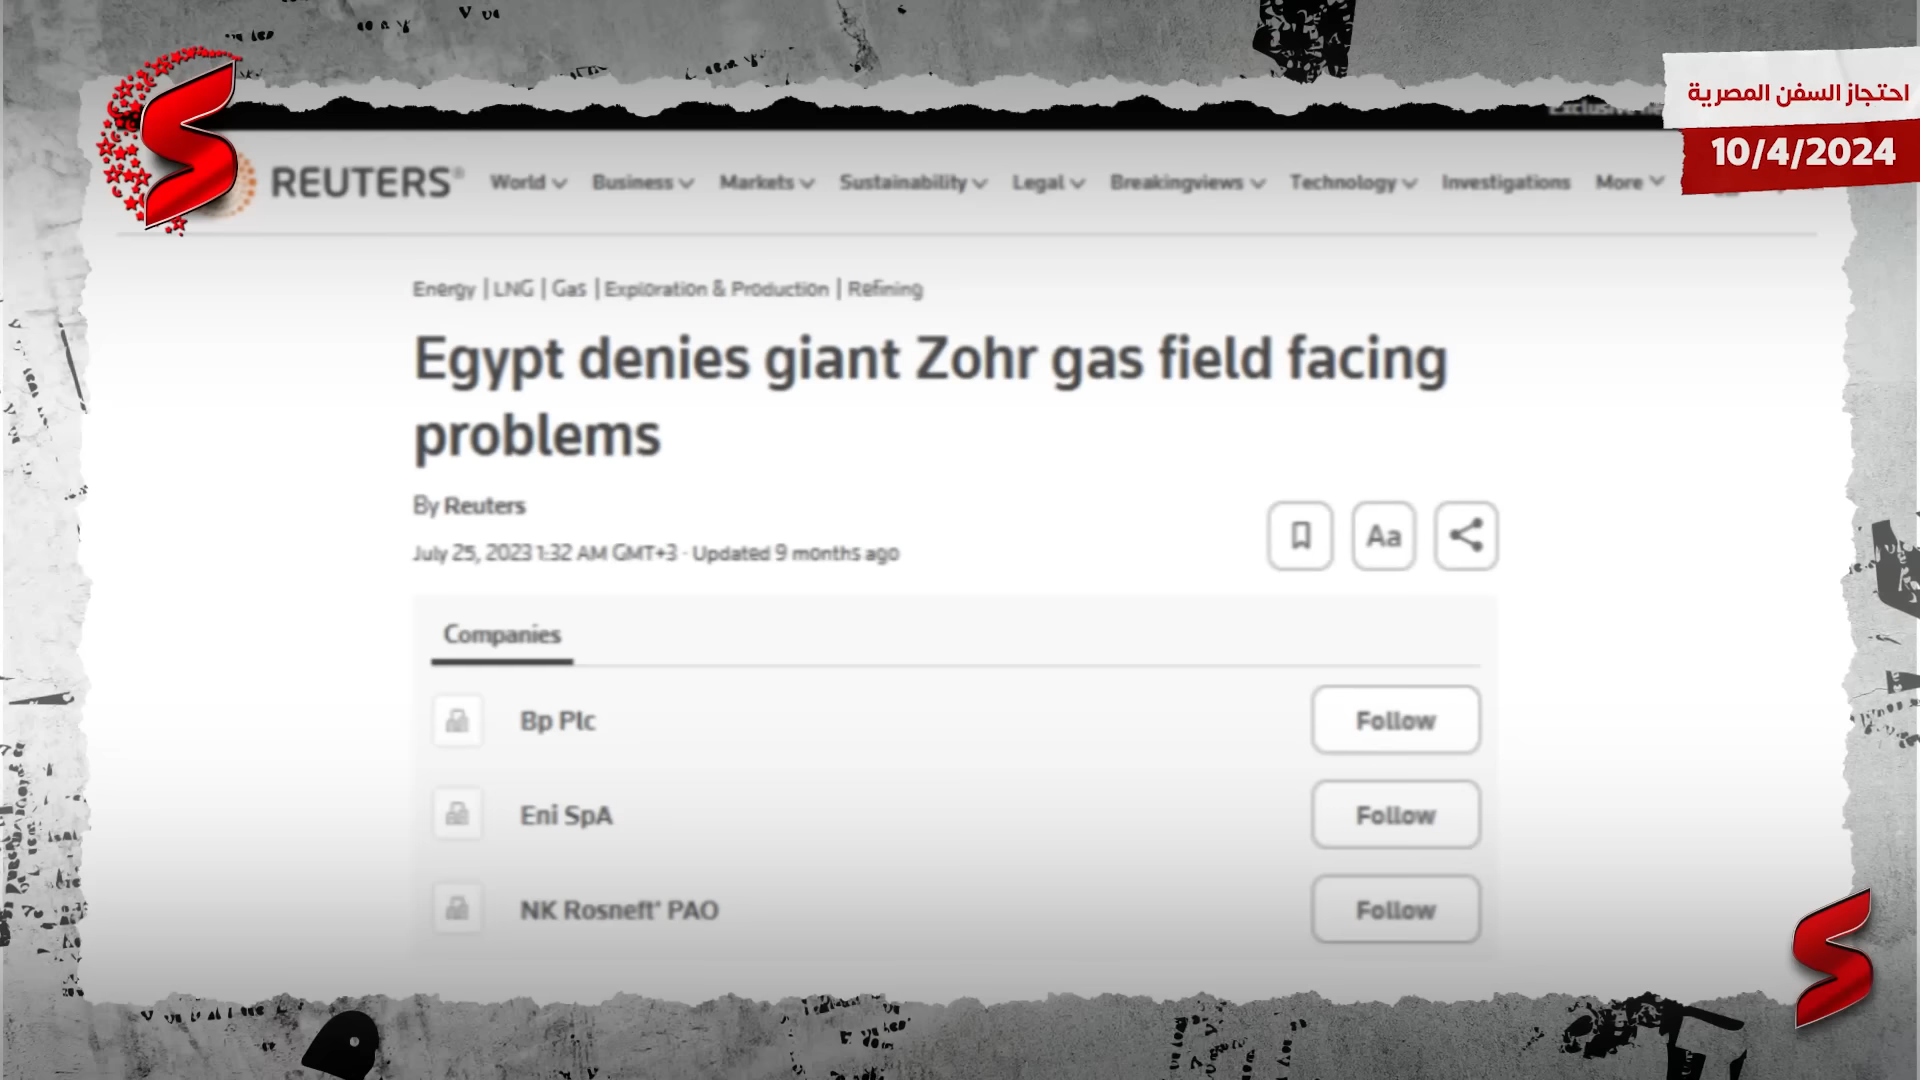 احتجاز السفن المصرية
10/4/2024
REUTERS®
World
Business
Markets
Sustainability
Legal
Breakingviews
Technology
Investigations
More
Energy | LNG | Gas | Exploration & Production | Refining
Egypt denies giant Zohr gas field facing
problems
By Reuters
July 25, 2023 1:32 AM GMT+3 · Updated 9 months ago
Aa
Companies
Bp Plc
Follow
Eni SpA
Follow
NK Rosneft' PAO
Follow